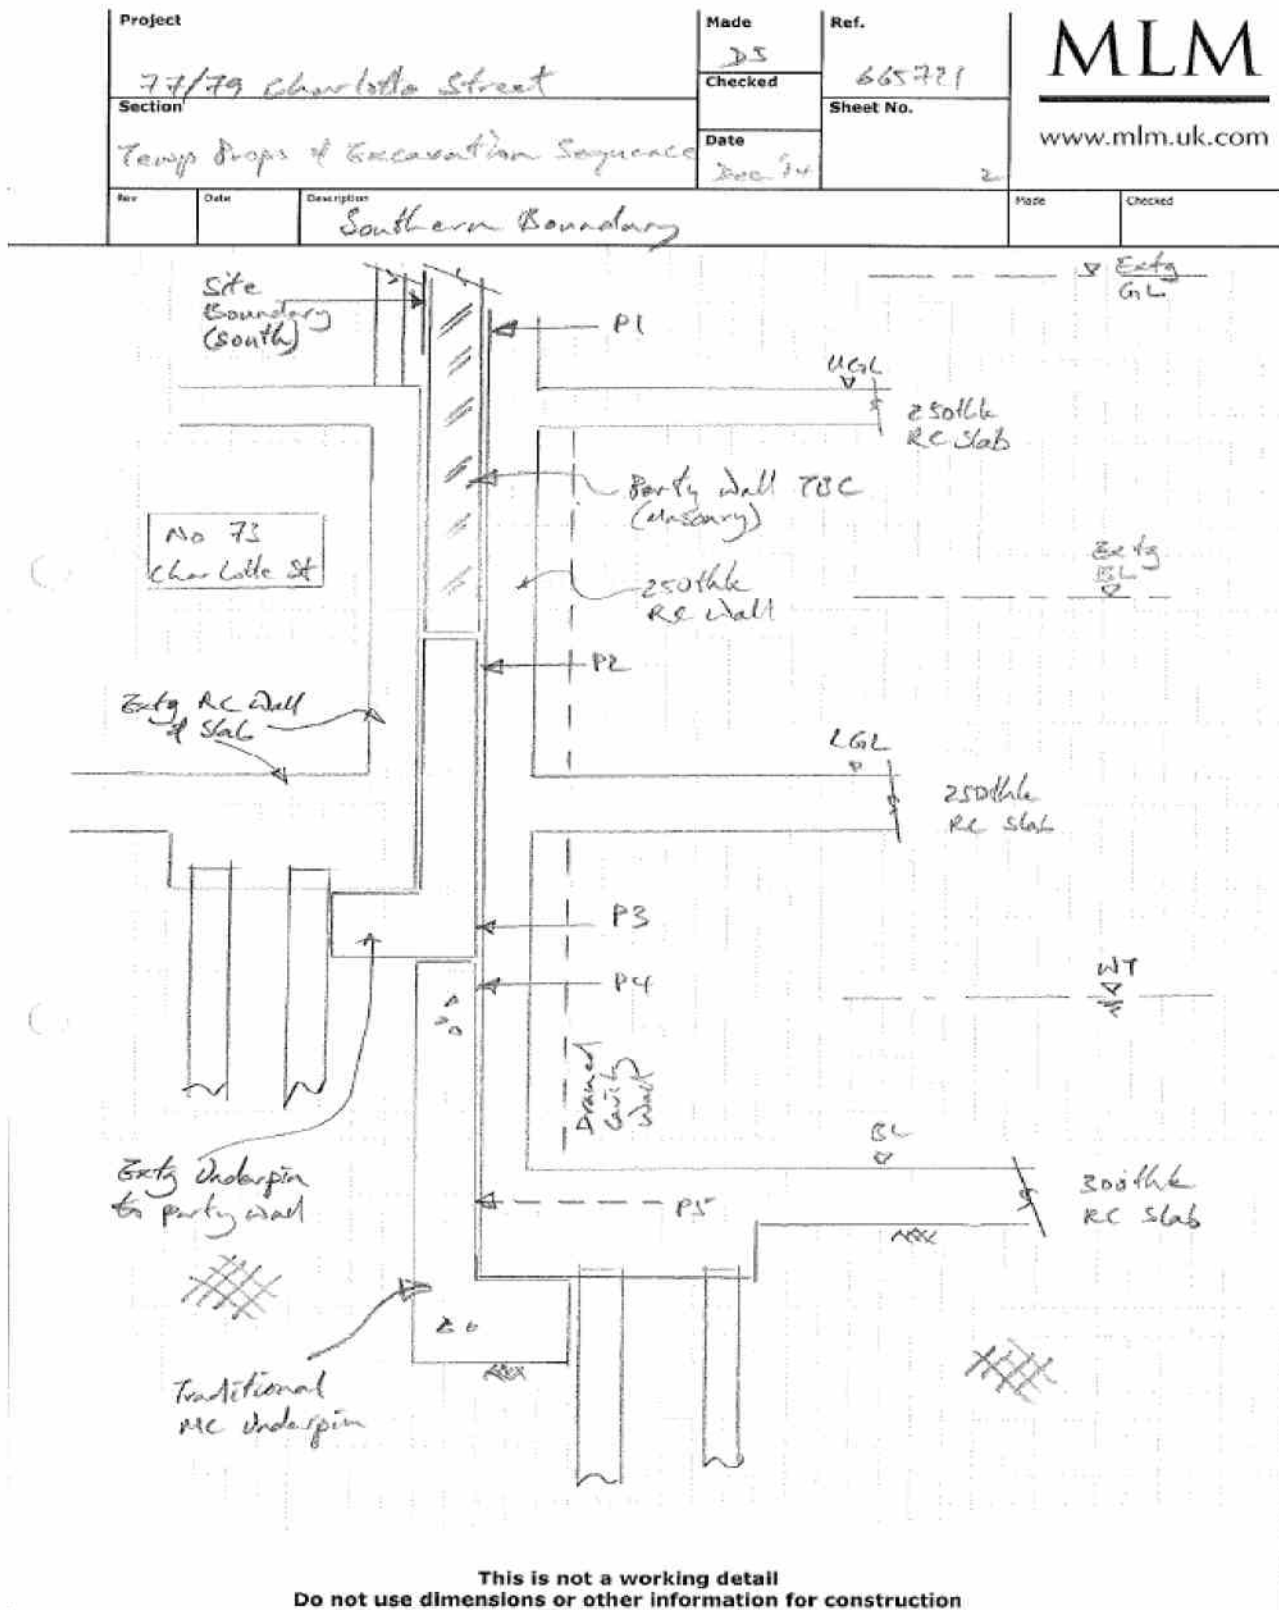 Project
77/79 Charlotte Street
Made
DS
Ref.
665721
MLM
www.mlm.uk.com
Checked
Section
Temp Props & Excavation Sequence
Sheet No.
2
Date
Dec '14
Rev
Date
Description
Southern Boundary
Made
Checked
Extg
GL
Site
Boundary
(South)
P1
UGL
250thk
RC Slab
Party Wall TBC
(Masonry)
No 73
Charlotte St
Extg
BL
250thk
RC Wall
P2
Extg RC Wall
& Slab
LGL
250thk
RC Slab
P3
P4
WT
Drained
Cavity
Wall
BL
Extg Underpin
to party wall
P5
300thk
RC Slab
Traditional
MC Underpin
This is not a working detail
Do not use dimensions or other information for construction